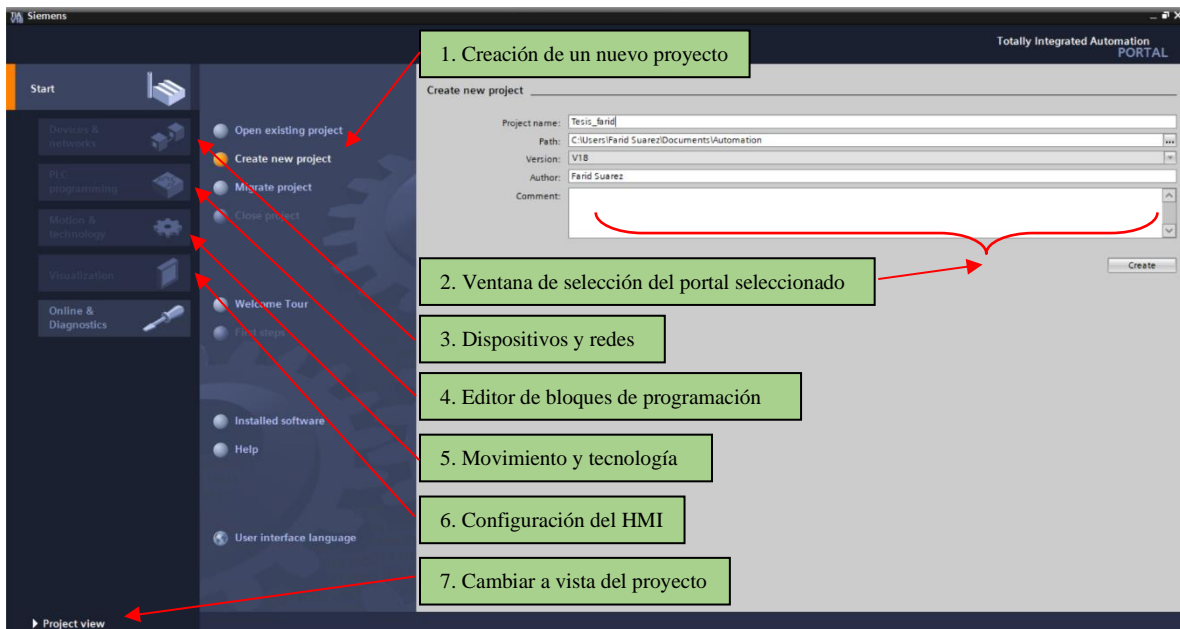 Siemens
Totally Integrated Automation
PORTAL
Start
Devices &
networks
PLC
programming
Motion &
technology
Visualization
Online &
Diagnostics
Open existing project
Create new project
Migrate project
Close project
Welcome Tour
First steps
Installed software
Help
User interface language
Create new project
Project name: Tesis_farid
Path: C:\Users\Farid Suarez\Documents\Automation
...
Version: V18
Author: Farid Suarez
Comment:
Create
1. Creación de un nuevo proyecto
2. Ventana de selección del portal seleccionado
3. Dispositivos y redes
4. Editor de bloques de programación
5. Movimiento y tecnología
6. Configuración del HMI
7. Cambiar a vista del proyecto
Project view